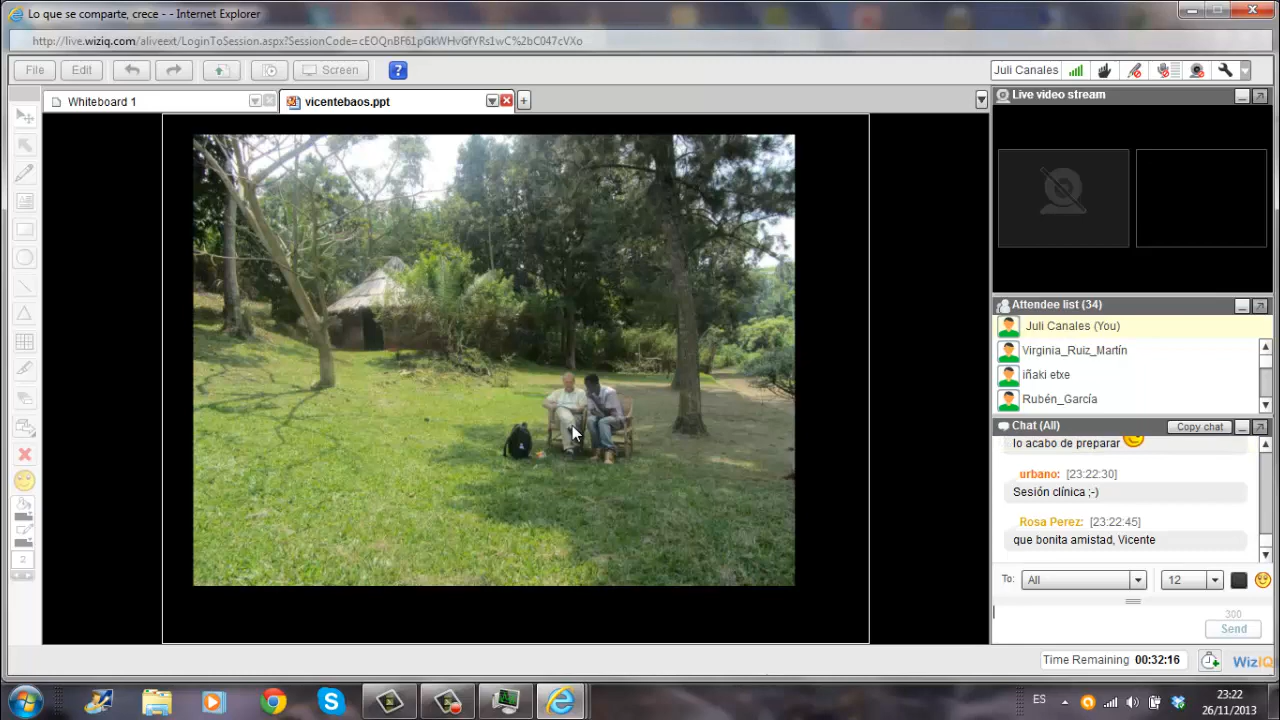 Lo que se comparte, crece - - Internet Explorer
http://live.wiziq.com/aliveext/LoginToSession.aspx?SessionCode=cEOQnBF61pGkWHvGfYRs1wC%2bC047cVXo
File Edit Screen ? Juli Canales
Whiteboard 1 vicentebaos.ppt
Live video stream
Attendee list (34)
Juli Canales (You)
Virginia_Ruiz_Martín
iñaki etxe
Rubén_García
Chat (All) Copy chat
lo acabo de preparar
urbano: [23:22:30]
Sesión clínica ;-)
Rosa Perez: [23:22:45]
que bonita amistad, Vicente
To: All 12
2
300
Send
Time Remaining 00:32:16 WizIQ
ES 23:22
26/11/2013